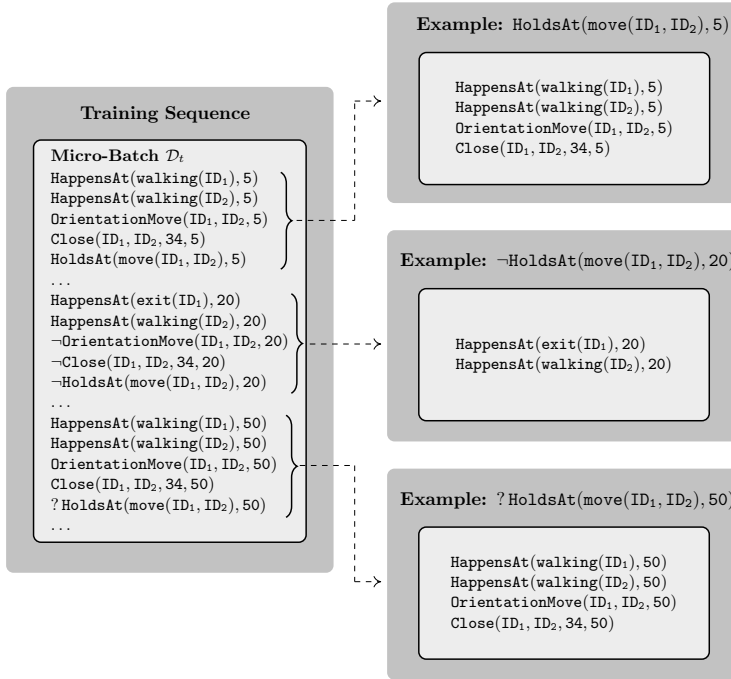 Training Sequence
Micro-Batch 𝒟ₜ
HappensAt(walking(ID₁), 5)
HappensAt(walking(ID₂), 5)
OrientationMove(ID₁, ID₂, 5)
Close(ID₁, ID₂, 34, 5)
HoldsAt(move(ID₁, ID₂), 5)
...
HappensAt(exit(ID₁), 20)
HappensAt(walking(ID₂), 20)
¬OrientationMove(ID₁, ID₂, 20)
¬Close(ID₁, ID₂, 34, 20)
¬HoldsAt(move(ID₁, ID₂), 20)
...
HappensAt(walking(ID₁), 50)
HappensAt(walking(ID₂), 50)
OrientationMove(ID₁, ID₂, 50)
Close(ID₁, ID₂, 34, 50)
?HoldsAt(move(ID₁, ID₂), 50)
...
Example: HoldsAt(move(ID₁, ID₂), 5)
HappensAt(walking(ID₁), 5)
HappensAt(walking(ID₂), 5)
OrientationMove(ID₁, ID₂, 5)
Close(ID₁, ID₂, 34, 5)
Example: ¬HoldsAt(move(ID₁, ID₂), 20)
HappensAt(exit(ID₁), 20)
HappensAt(walking(ID₂), 20)
Example: ?HoldsAt(move(ID₁, ID₂), 50)
HappensAt(walking(ID₁), 50)
HappensAt(walking(ID₂), 50)
OrientationMove(ID₁, ID₂, 50)
Close(ID₁, ID₂, 34, 50)